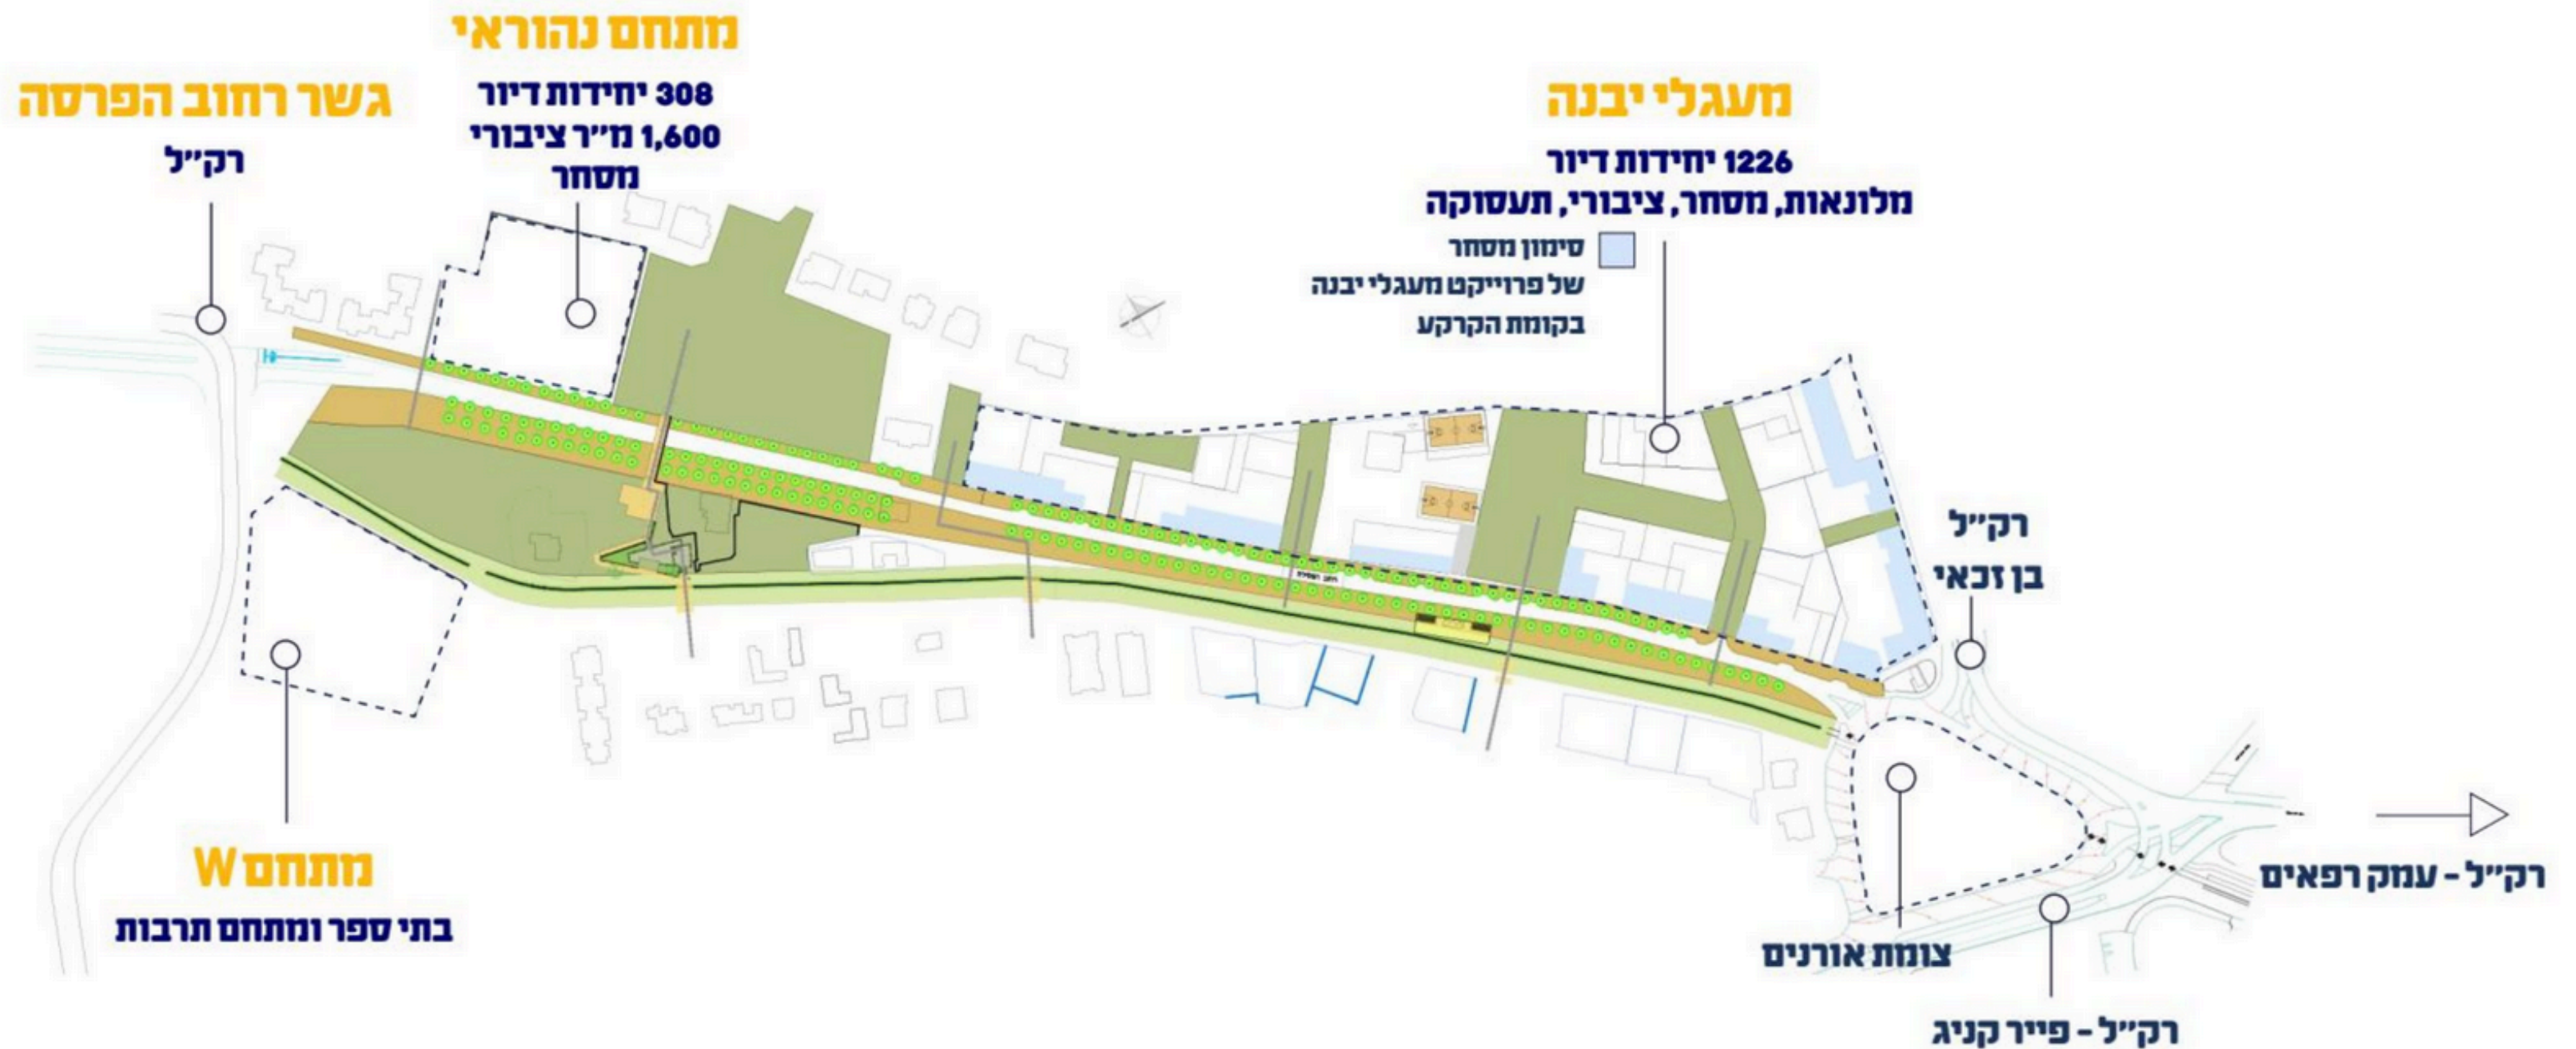 מתחם נהוראי
308 יחידות דיור
1,600 מ״ר ציבורי
מסחר
גשר רחוב הפרסה
רק״ל
מעגלי יבנה
1226 יחידות דיור
מלונאות, מסחר, ציבורי, תעסוקה
סימון מסחר
של פרוייקט מעגלי יבנה
בקומת הקרקע
רק״ל
בן זכאי
מתחם W
בתי ספר ומתחם תרבות
צומת אורנים
רק״ל - עמק רפאים
רק״ל - פייר קניג